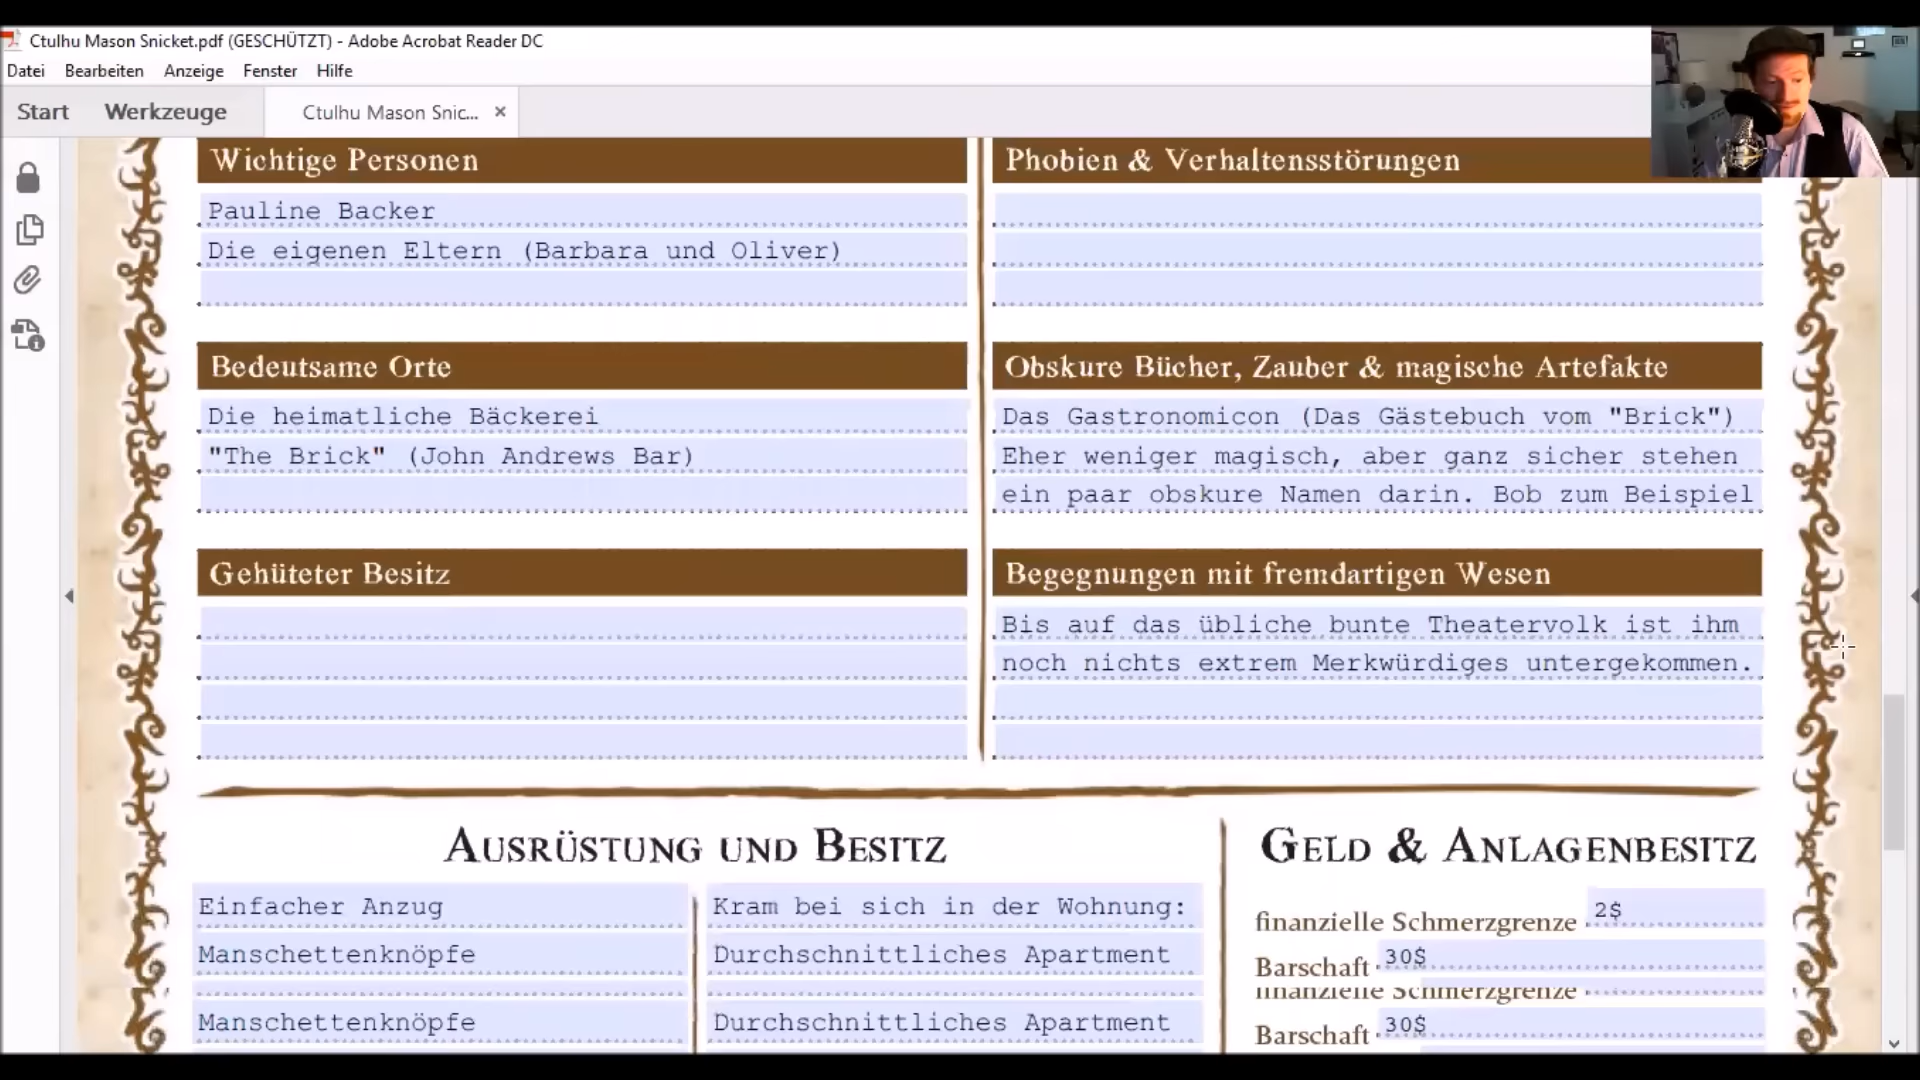 Ctulhu Mason Snicket.pdf (GESCHÜTZT) - Adobe Acrobat Reader DC
Datei Bearbeiten Anzeige Fenster Hilfe
Start Werkzeuge Ctulhu Mason Snic... ×
Wichtige Personen
Pauline Backer
Die eigenen Eltern (Barbara und Oliver)
Phobien & Verhaltensstörungen
Bedeutsame Orte
Die heimatliche Bäckerei
"The Brick" (John Andrews Bar)
Obskure Bücher, Zauber & magische Artefakte
Das Gastronomicon (Das Gästebuch vom "Brick")
Eher weniger magisch, aber ganz sicher stehen
ein paar obskure Namen darin. Bob zum Beispiel
Gehüteter Besitz
Begegnungen mit fremdartigen Wesen
Bis auf das übliche bunte Theatervolk ist ihm
noch nichts extrem Merkwürdiges untergekommen.
Ausrüstung und Besitz
Einfacher Anzug
Manschettenknöpfe
Manschettenknöpfe
Kram bei sich in der Wohnung:
Durchschnittliches Apartment
Durchschnittliches Apartment
Geld & Anlagenbesitz
finanzielle Schmerzgrenze 2$
Barschaft 30$
finanzielle Schmerzgrenze
Barschaft 30$